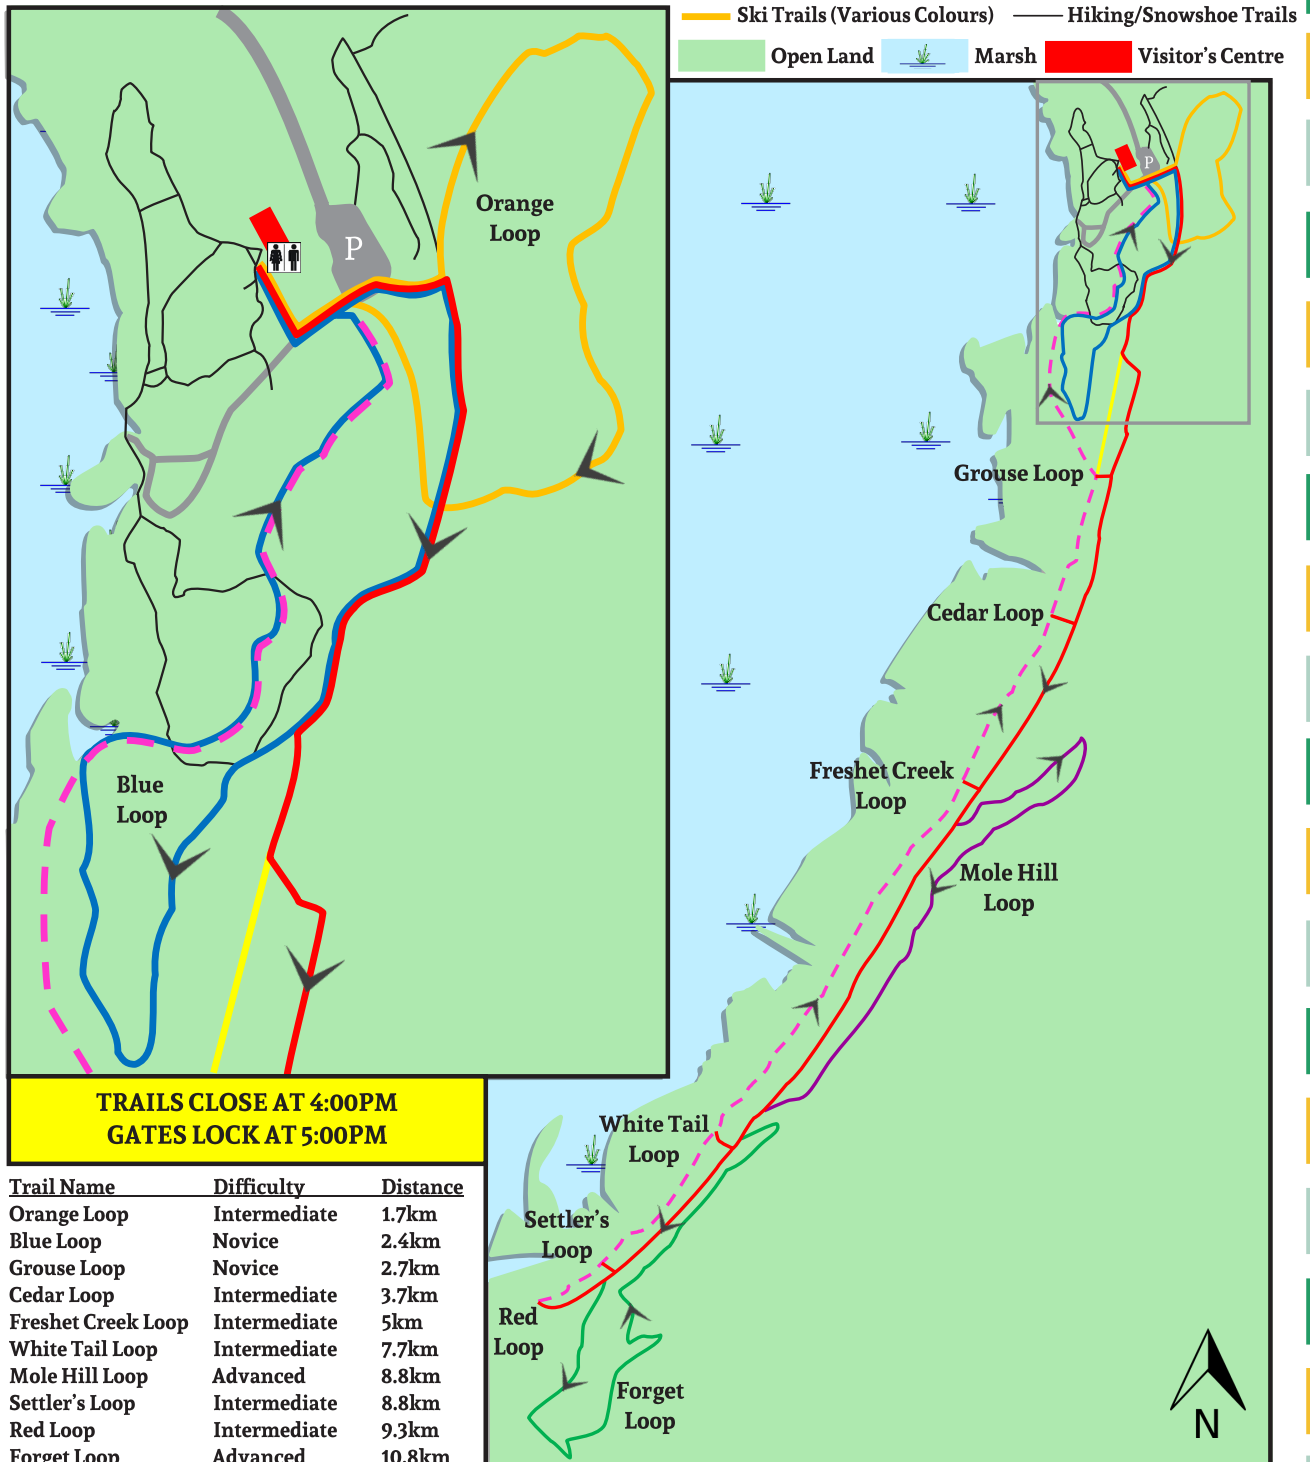 Ski Trails (Various Colours)
Hiking/Snowshoe Trails
Open Land
Marsh
Visitor's Centre
P
Orange
Loop
Blue
Loop
P
Grouse Loop
Cedar Loop
Freshet Creek
Loop
Mole Hill
Loop
White Tail
Loop
Settler's
Loop
Red
Loop
Forget
Loop
N
TRAILS CLOSE AT 4:00PM
GATES LOCK AT 5:00PM
Trail Name Difficulty Distance
Orange Loop Intermediate 1.7km
Blue Loop Novice 2.4km
Grouse Loop Novice 2.7km
Cedar Loop Intermediate 3.7km
Freshet Creek Loop Intermediate 5km
White Tail Loop Intermediate 7.7km
Mole Hill Loop Advanced 8.8km
Settler's Loop Intermediate 8.8km
Red Loop Intermediate 9.3km
Forget Loop Advanced 10.8km